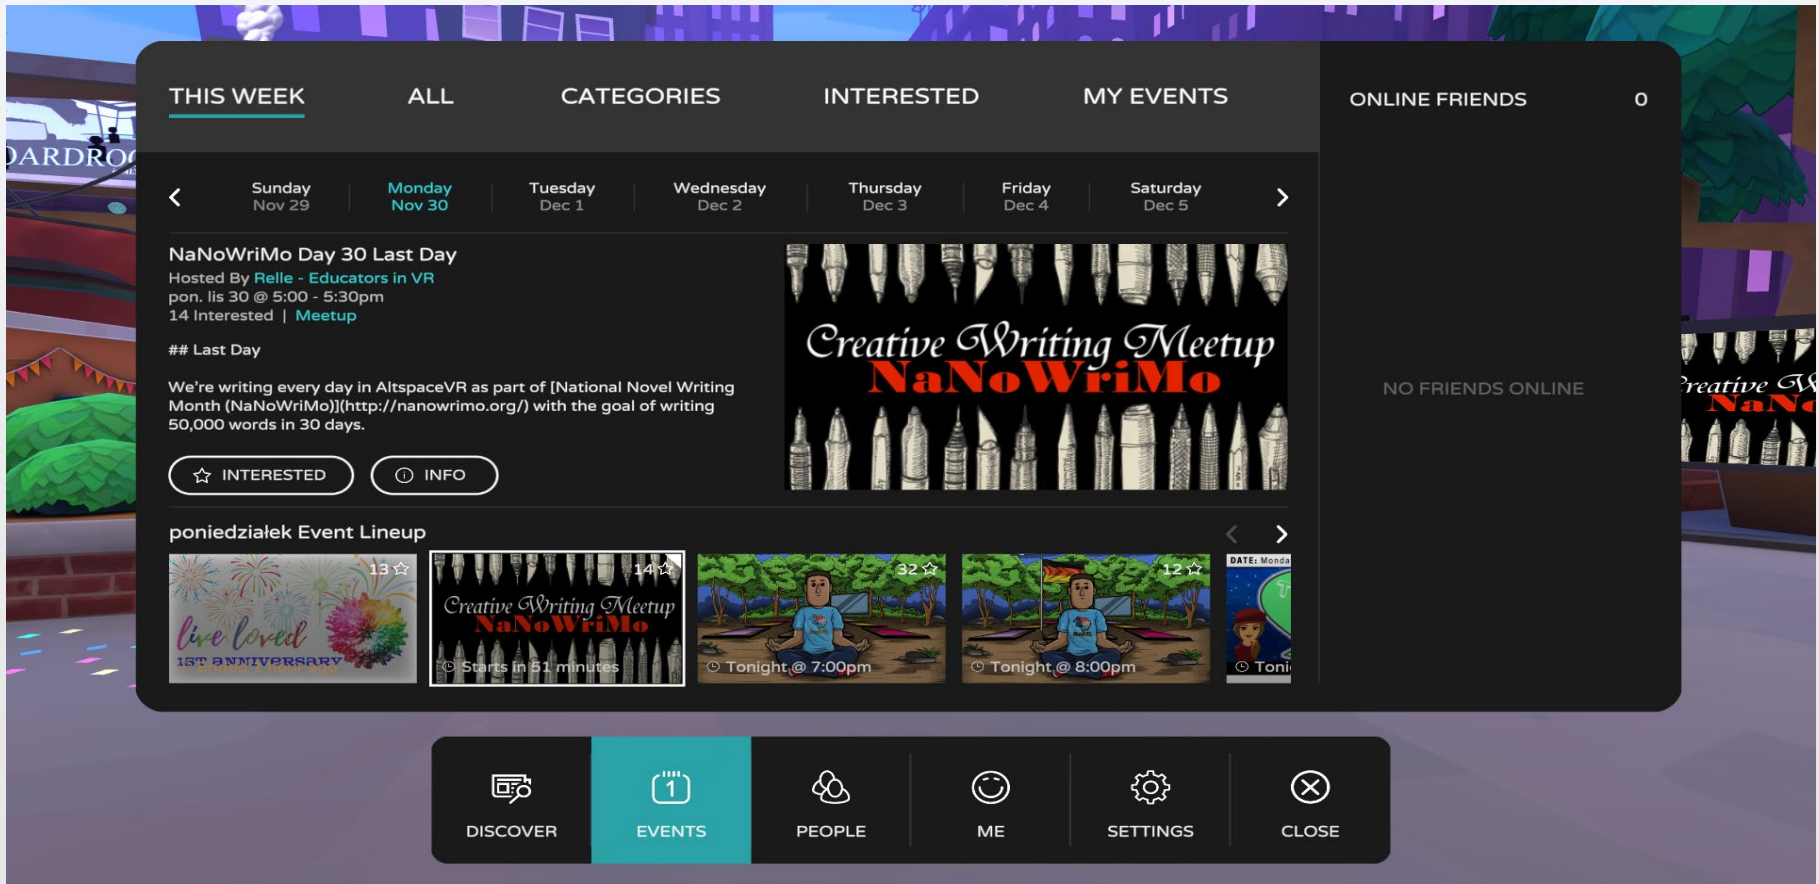 THIS WEEK ALL CATEGORIES INTERESTED MY EVENTS
ONLINE FRIENDS 0
Sunday Monday Tuesday Wednesday Thursday Friday Saturday
Nov 29 Nov 30 Dec 1 Dec 2 Dec 3 Dec 4 Dec 5
NaNoWriMo Day 30 Last Day
Hosted By Relle - Educators in VR
pon. lis 30 @ 5:00 - 5:30pm
14 Interested | Meetup
## Last Day
We're writing every day in AltspaceVR as part of [National Novel Writing
Month (NaNoWriMo)](http://nanowrimo.org/) with the goal of writing
50,000 words in 30 days.
INTERESTED INFO
Creative Writing Meetup
NaNoWriMo
NO FRIENDS ONLINE
poniedziałek Event Lineup
13
live loved
1ST ANNIVERSARY
14
Creative Writing Meetup
NaNoWriMo
Starts in 51 minutes
32
Tonight @ 7:00pm
12
Tonight @ 8:00pm
DATE: Monda
Toni
DISCOVER EVENTS PEOPLE ME SETTINGS CLOSE